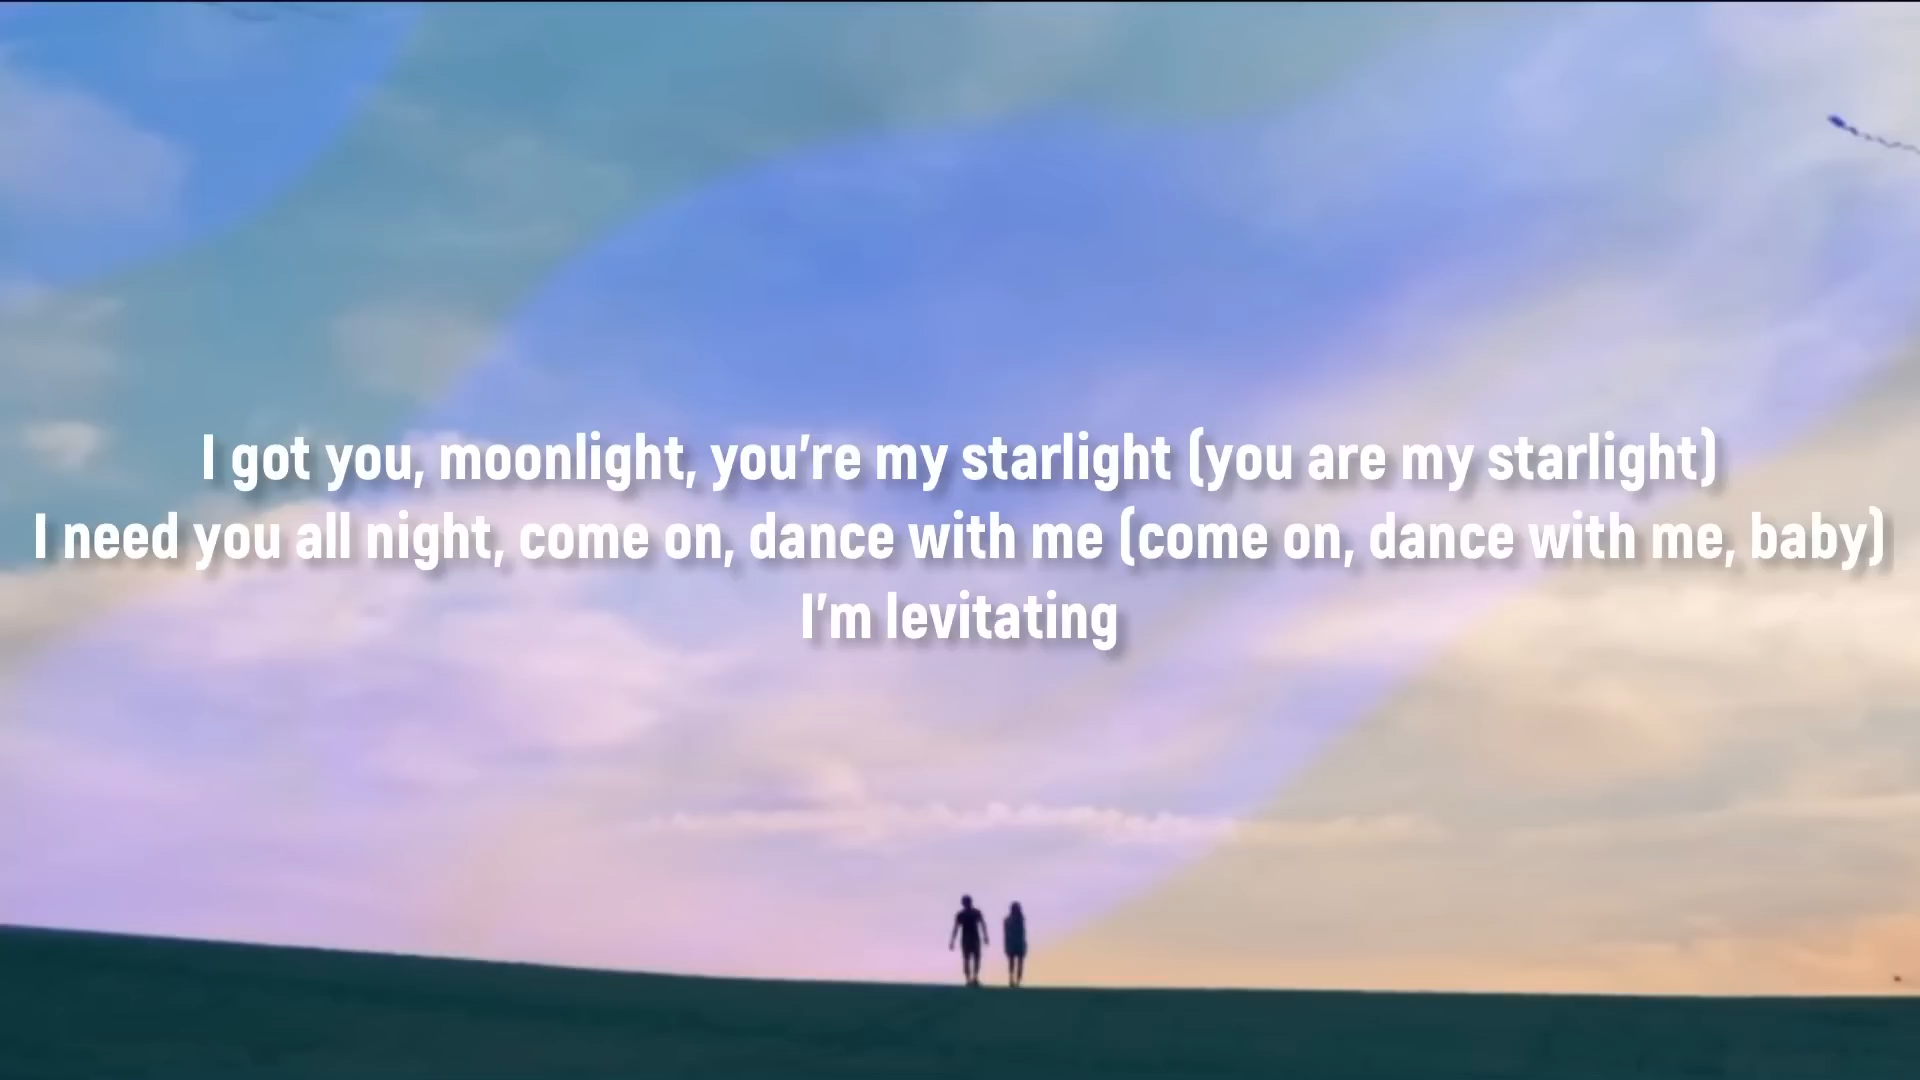 I got you, moonlight, you're my starlight (you are my starlight)
I need you all night, come on, dance with me (come on, dance with me, baby)
I'm levitating